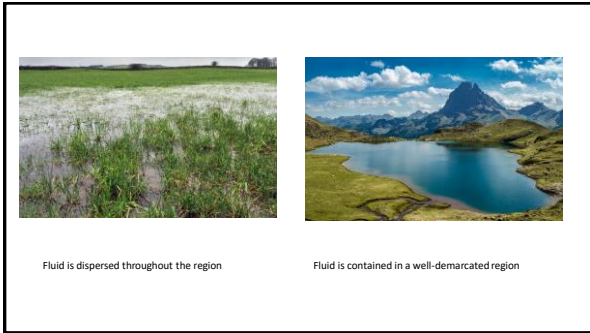 Fluid is dispersed throughout the region
Fluid is contained in a well-demarcated region